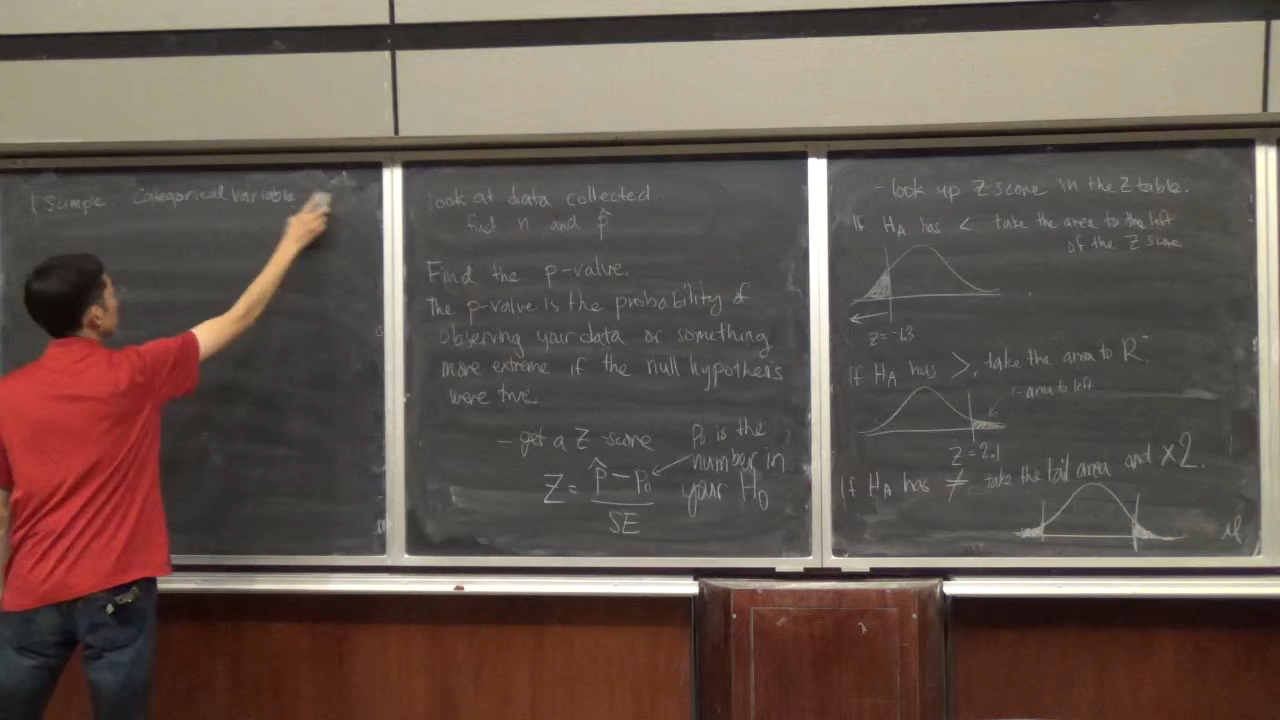 1 Sample Categorical Variable
look at data collected
find n and p̂
Find the p-value.
The p-value is the probability of
observing your data or something
more extreme if the null hypothesis
were true.
- get a Z score
p₀ is the
number in
your H₀
Z = p̂ - p₀
SE
- look up Z score in the Z table.
If H_A has < take the area to the left
of the Z score
z = -1.3
If H_A has >, take the area to R
1 - area to left
z = 2.1
If H_A has ≠ take the tail area and ×2.